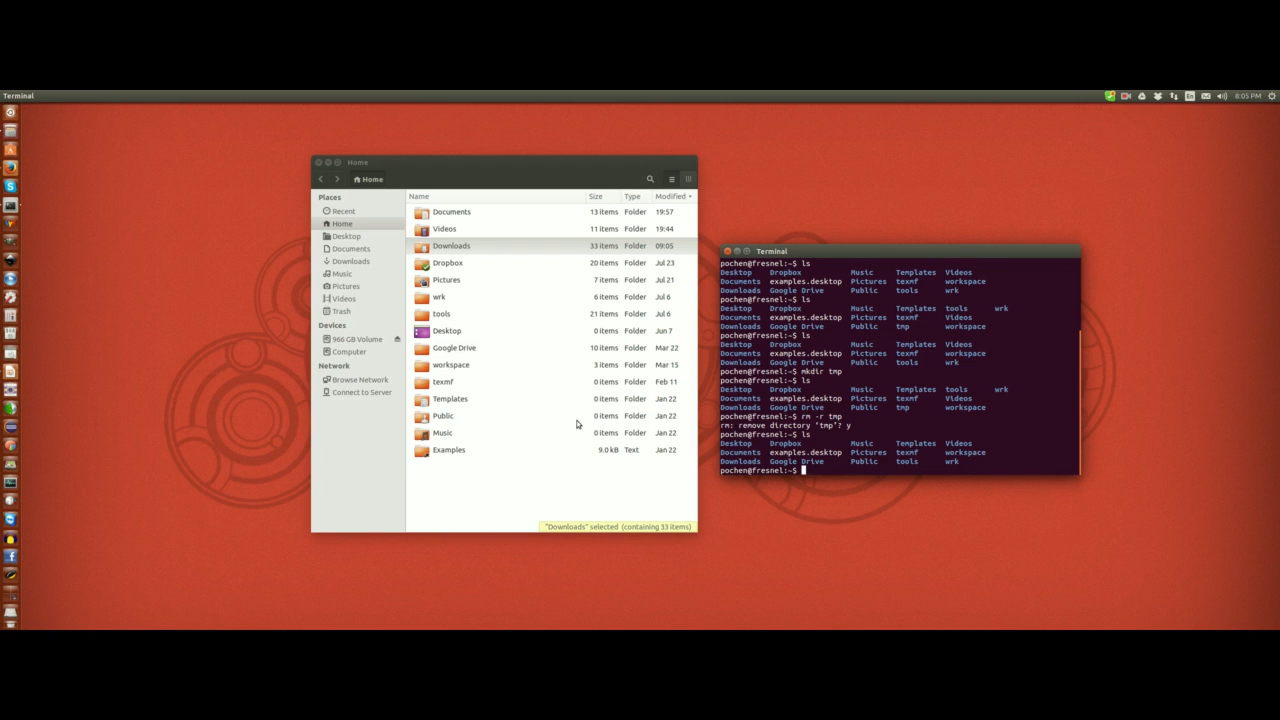 Terminal
En
8:05 PM
Home
Home
Places
Recent
Home
Desktop
Documents
Downloads
Music
Pictures
Videos
Trash
Devices
966 GB Volume
Computer
Network
Browse Network
Connect to Server
Name Size Type Modified
Documents 13 items Folder 19:57
Videos 11 items Folder 19:44
Downloads 33 items Folder 09:05
Dropbox 20 items Folder Jul 23
Pictures 7 items Folder Jul 21
wrk 6 items Folder Jul 6
tools 21 items Folder Jul 6
Desktop 0 items Folder Jun 7
Google Drive 10 items Folder Mar 22
workspace 3 items Folder Mar 15
texmf 0 items Folder Feb 11
Templates 0 items Folder Jan 22
Public 0 items Folder Jan 22
Music 0 items Folder Jan 22
Examples 9.0 kB Text Jan 22
"Downloads" selected (containing 33 items)
Terminal
pochen@fresnel:~$ ls
Desktop Dropbox Music Templates Videos
Documents examples.desktop Pictures texmf workspace
Downloads Google Drive Public tools wrk
pochen@fresnel:~$ ls
Desktop Dropbox Music Templates tools wrk
Documents examples.desktop Pictures texmf Videos
Downloads Google Drive Public tmp workspace
pochen@fresnel:~$ ls
Desktop Dropbox Music Templates Videos
Documents examples.desktop Pictures texmf workspace
Downloads Google Drive Public tools wrk
pochen@fresnel:~$ mkdir tmp
pochen@fresnel:~$ ls
Desktop Dropbox Music Templates tools wrk
Documents examples.desktop Pictures texmf Videos
Downloads Google Drive Public tmp workspace
pochen@fresnel:~$ rm -r tmp
rm: remove directory ‘tmp’? y
pochen@fresnel:~$ ls
Desktop Dropbox Music Templates Videos
Documents examples.desktop Pictures texmf workspace
Downloads Google Drive Public tools wrk
pochen@fresnel:~$